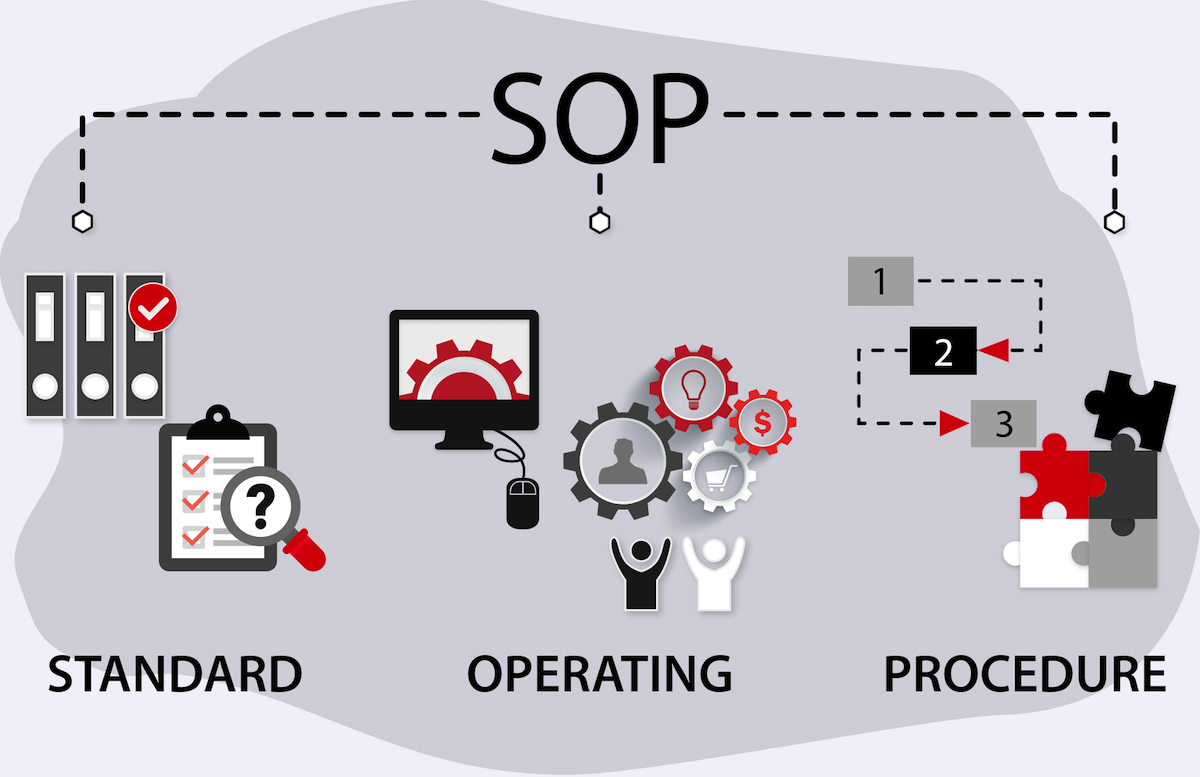 SOP
1
2
3
?
$
STANDARD
OPERATING
PROCEDURE